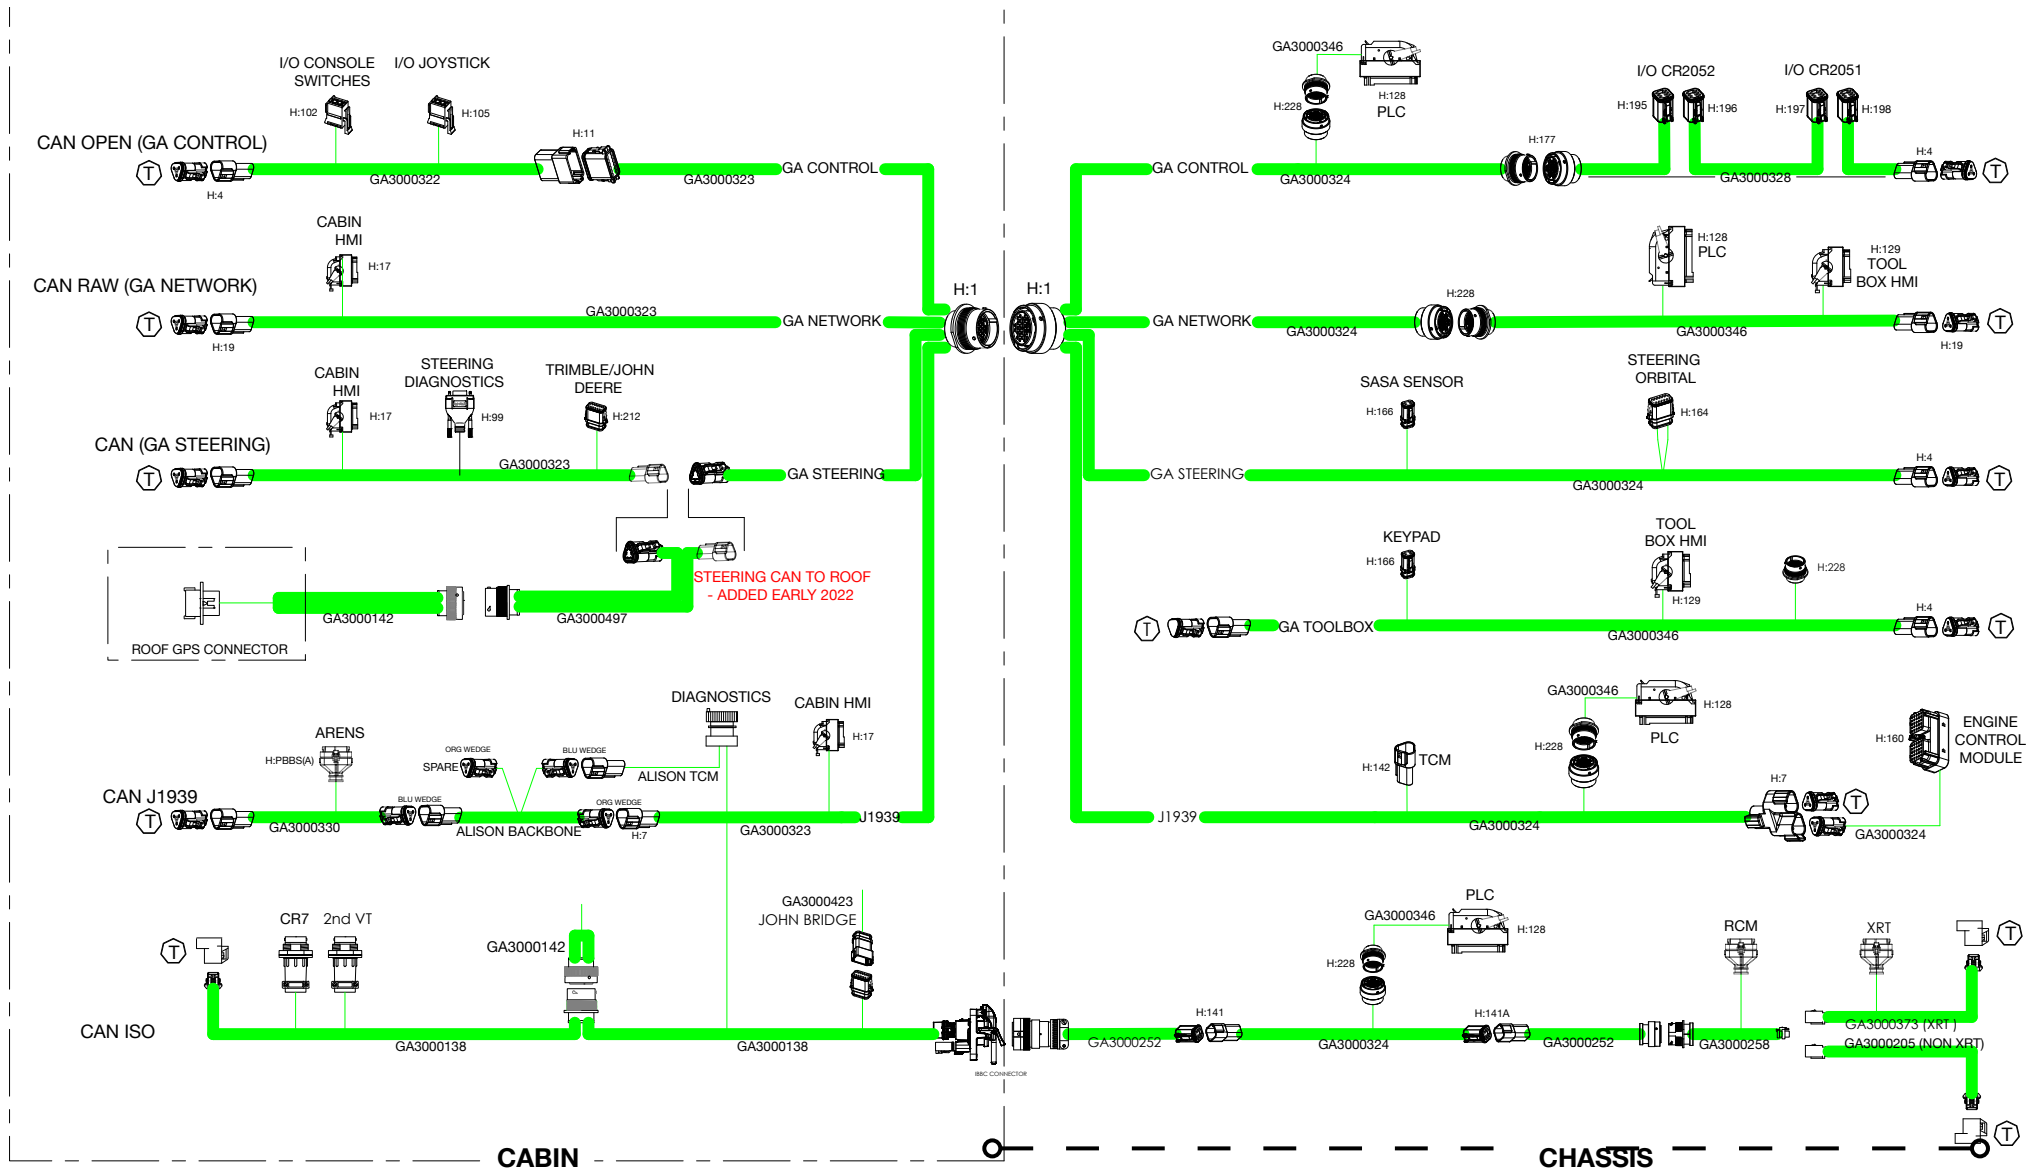 I/O CONSOLE
SWITCHES
I/O JOYSTICK
H:102
H:105
H:11
CAN OPEN (GA CONTROL)
T
H:4
GA3000322
GA3000323
GA CONTROL
CABIN
HMI
H:17
CAN RAW (GA NETWORK)
T
H:19
GA3000323
GA NETWORK
H:1
CABIN
HMI
H:17
STEERING
DIAGNOSTICS
H:99
TRIMBLE/JOHN
DEERE
H:212
CAN (GA STEERING)
T
GA3000323
GA STEERING
STEERING CAN TO ROOF
- ADDED EARLY 2022
GA3000142
GA3000497
ROOF GPS CONNECTOR
DIAGNOSTICS
CABIN HMI
H:17
ARENS
H:PBBS(A)
ORG WEDGE
SPARE
BLU WEDGE
ALISON TCM
CAN J1939
T
GA3000330
BLU WEDGE
ALISON BACKBONE
ORG WEDGE
H:7
GA3000323
J1939
GA3000423
JOHN BRIDGE
T
CR7
2nd VT
GA3000142
CAN ISO
GA3000138
GA3000138
IBBC CONNECTOR
CABIN
GA3000346
H:228
H:128
PLC
I/O CR2052
I/O CR2051
H:195
H:196
H:197
H:198
H:177
GA CONTROL
GA3000324
GA3000328
H:4
T
H:1
H:128
PLC
H:129
TOOL
BOX HMI
H:228
GA NETWORK
GA3000324
GA3000346
H:19
T
SASA SENSOR
H:166
STEERING
ORBITAL
H:164
GA STEERING
GA3000324
H:4
T
KEYPAD
H:166
TOOL
BOX HMI
H:129
H:228
T
GA TOOLBOX
GA3000346
H:4
T
GA3000346
H:228
H:128
PLC
TCM
H:142
H:160
ENGINE
CONTROL
MODULE
H:7
T
J1939
GA3000324
GA3000324
PLC
GA3000346
H:128
H:228
RCM
XRT
T
H:141
H:141A
GA3000252
GA3000324
GA3000252
GA3000258
GA3000373 (XRT )
GA3000205 (NON XRT)
T
CHASSIS